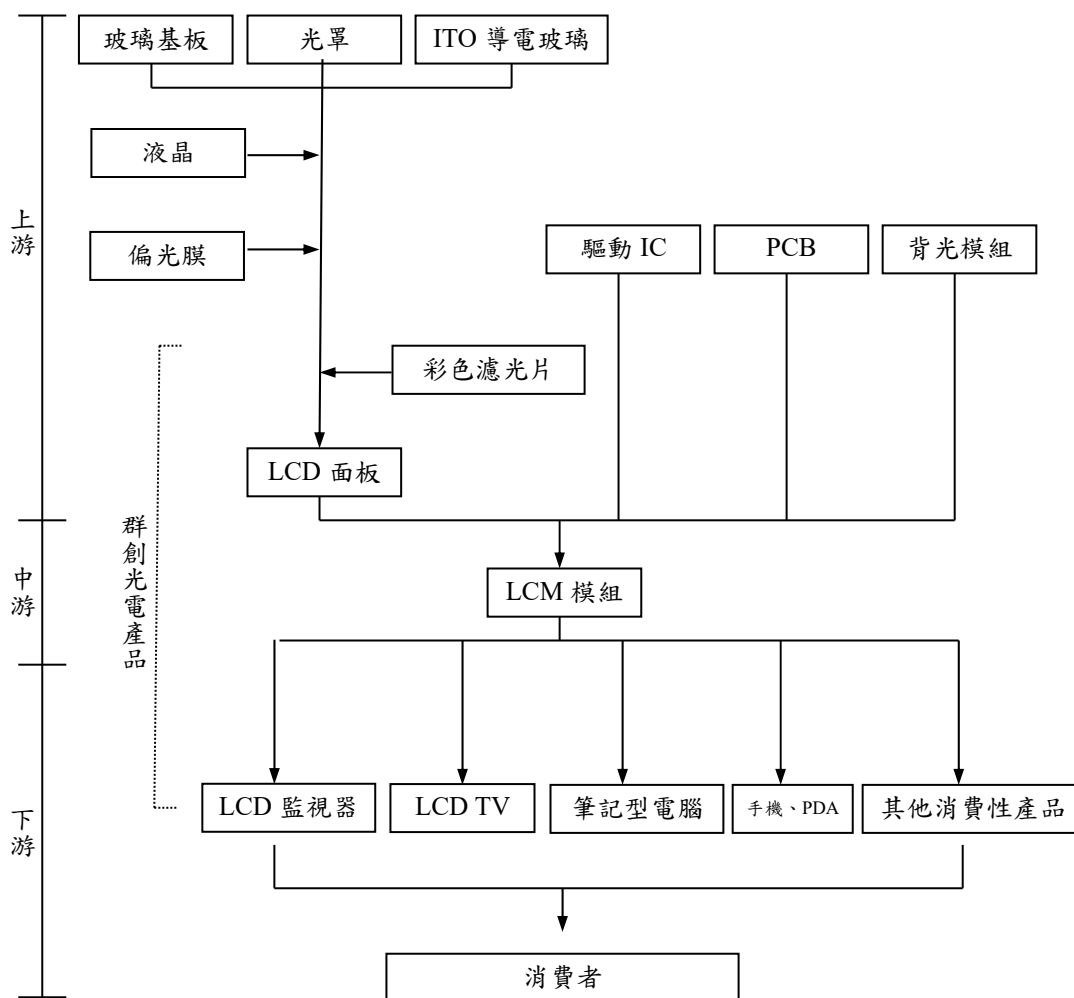 玻璃基板
光罩
ITO 導電玻璃
液晶
上游
偏光膜
驅動 IC
PCB
背光模組
彩色濾光片
LCD 面板
群創光電產品
中游
LCM 模組
下游
LCD 監視器
LCD TV
筆記型電腦
手機、PDA
其他消費性產品
消費者